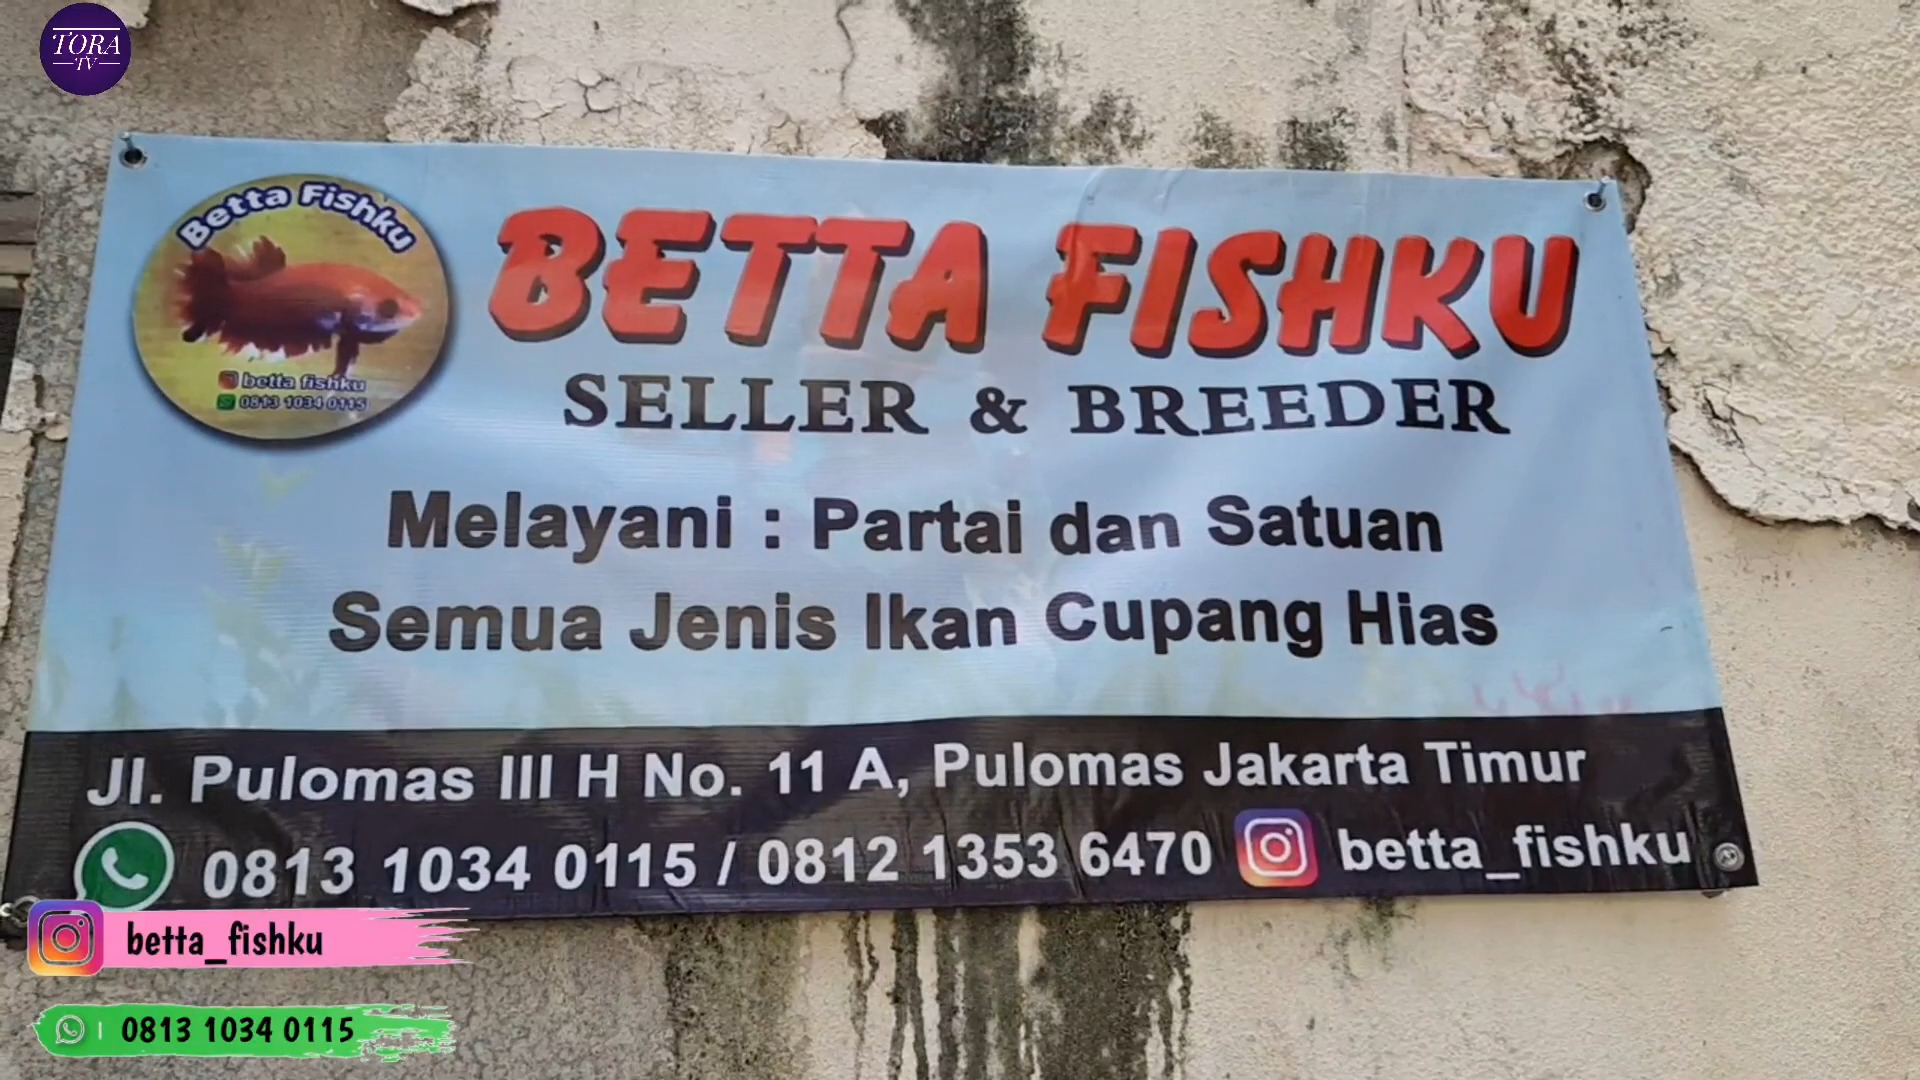 TORA
TV
Betta Fishku
betta fishku
0813 1034 0115
BETTA FISHKU
SELLER & BREEDER
Melayani : Partai dan Satuan
Semua Jenis Ikan Cupang Hias
Jl. Pulomas III H No. 11 A, Pulomas Jakarta Timur
0813 1034 0115 / 0812 1353 6470 betta_fishku
betta_fishku
0813 1034 0115